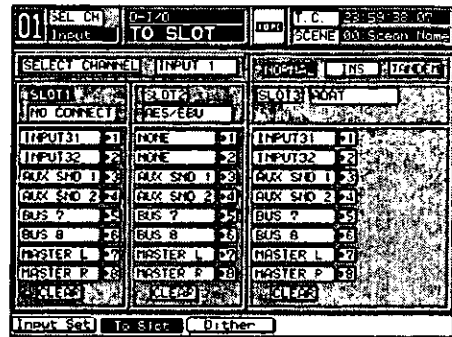 01 SEL CH Input D-I/O TO SLOT T.C. 23:59:38.07
SCENE 00:Scean Name
SELECT CHANNEL INPUT 1 NORMAL INS TANDEM
SLOT1 SLOT2 SLOT3 ADAT
NO CONNECT AES/EBU
INPUT31 1 NONE 1 INPUT31 1
INPUT32 2 NONE 2 INPUT32 2
AUX SND 1 3 AUX SND 1 3 AUX SND 1 3
AUX SND 2 4 AUX SND 2 4 AUX SND 2 4
BUS 7 5 BUS 7 5 BUS 7 5
BUS 8 6 BUS 8 6 BUS 8 6
MASTER L 7 MASTER L 7 MASTER L 7
MASTER R 8 MASTER R 8 MASTER R 8
CLEAR CLEAR CLEAR
Input Set To Slot Dither